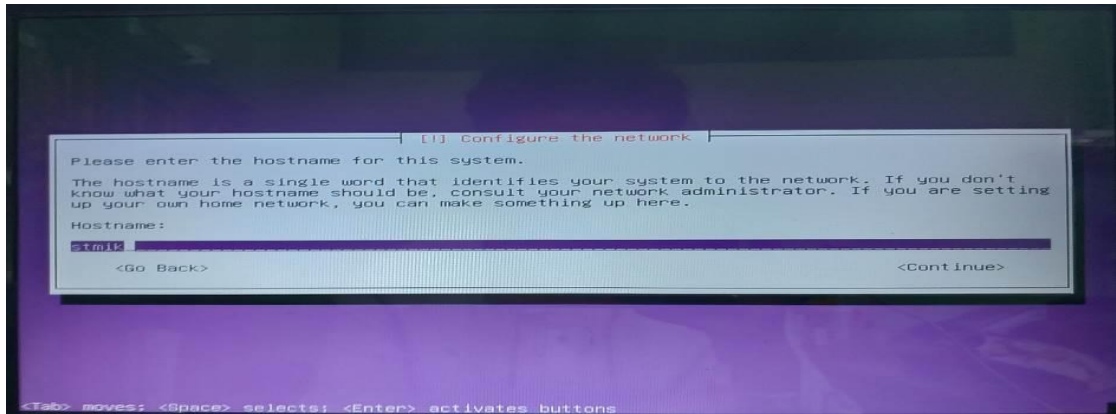 [!] Configure the network
Please enter the hostname for this system.
The hostname is a single word that identifies your system to the network. If you don't
know what your hostname should be, consult your network administrator. If you are setting
up your own home network, you can make something up here.
Hostname:
stmik
<Go Back> <Continue>
<Tab> moves; <Space> selects; <Enter> activates buttons